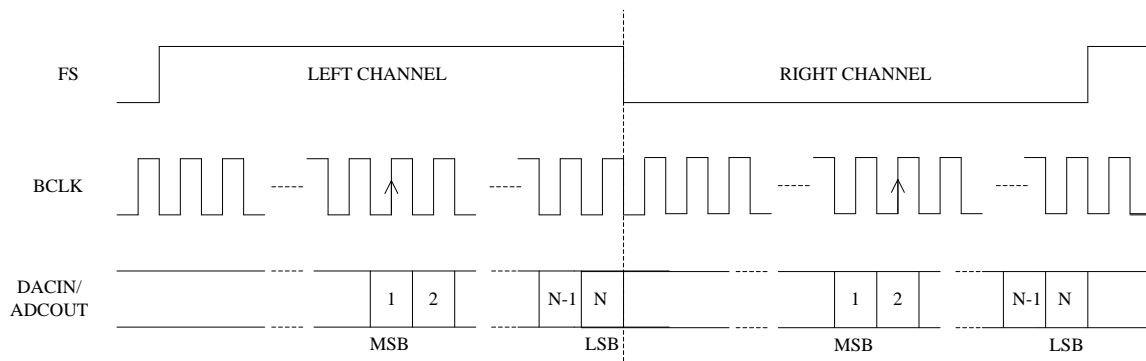 FS
LEFT CHANNEL
RIGHT CHANNEL
BCLK
DACIN/
ADCOUT
1 2 N-1 N 1 2 N-1 N
MSB LSB MSB LSB